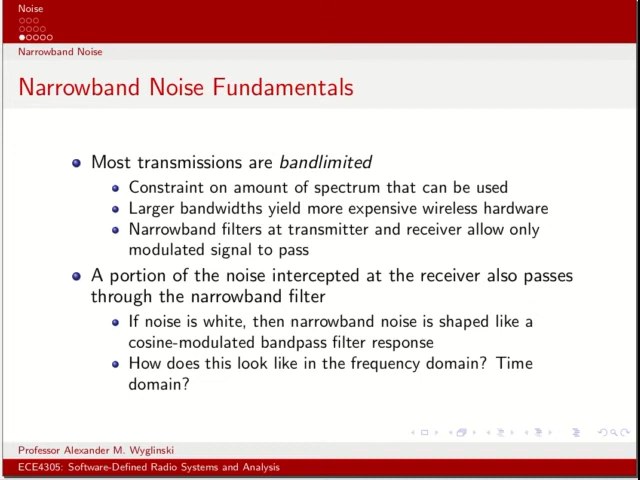 Noise
Narrowband Noise
Narrowband Noise Fundamentals
Most transmissions are bandlimited
Constraint on amount of spectrum that can be used
Larger bandwidths yield more expensive wireless hardware
Narrowband filters at transmitter and receiver allow only
modulated signal to pass
A portion of the noise intercepted at the receiver also passes
through the narrowband filter
If noise is white, then narrowband noise is shaped like a
cosine-modulated bandpass filter response
How does this look like in the frequency domain? Time
domain?
Professor Alexander M. Wyglinski
ECE4305: Software-Defined Radio Systems and Analysis